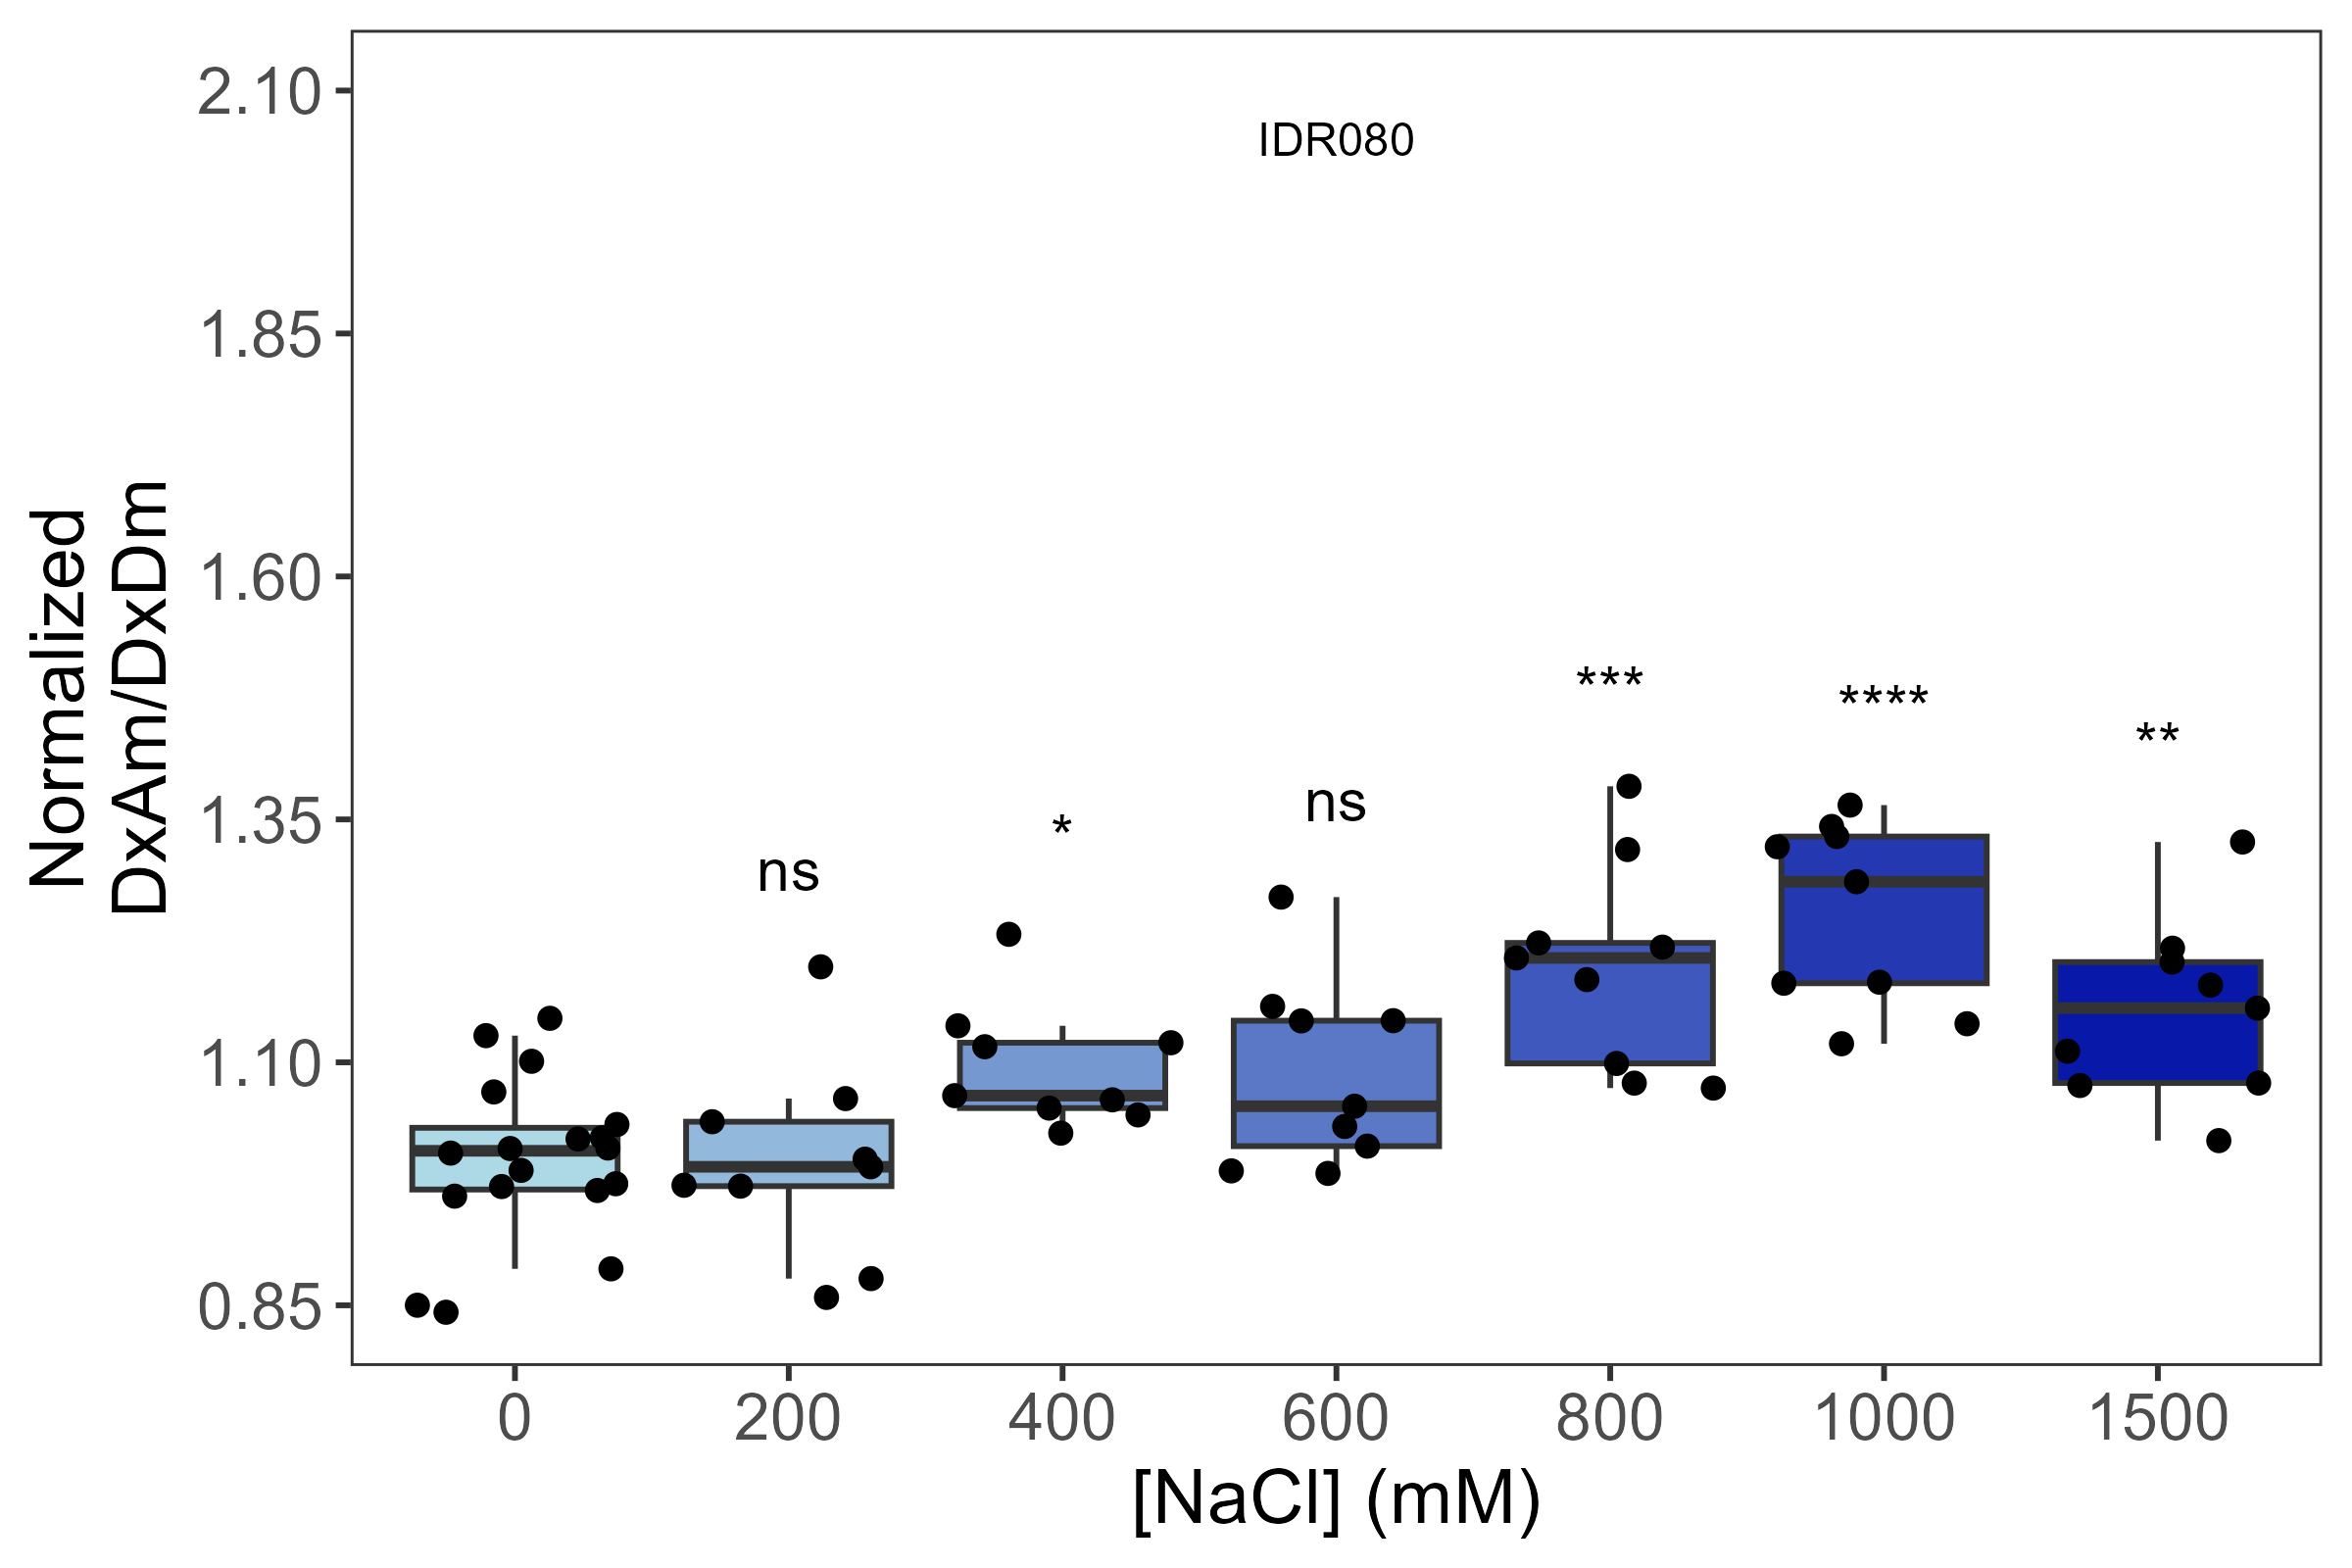 2.10
IDR080
1.85
1.60
Normalized
DxAm/DxDm
***
****
**
1.35
ns
*
ns
1.10
0.85
0 200 400 600 800 1000 1500
[NaCl] (mM)